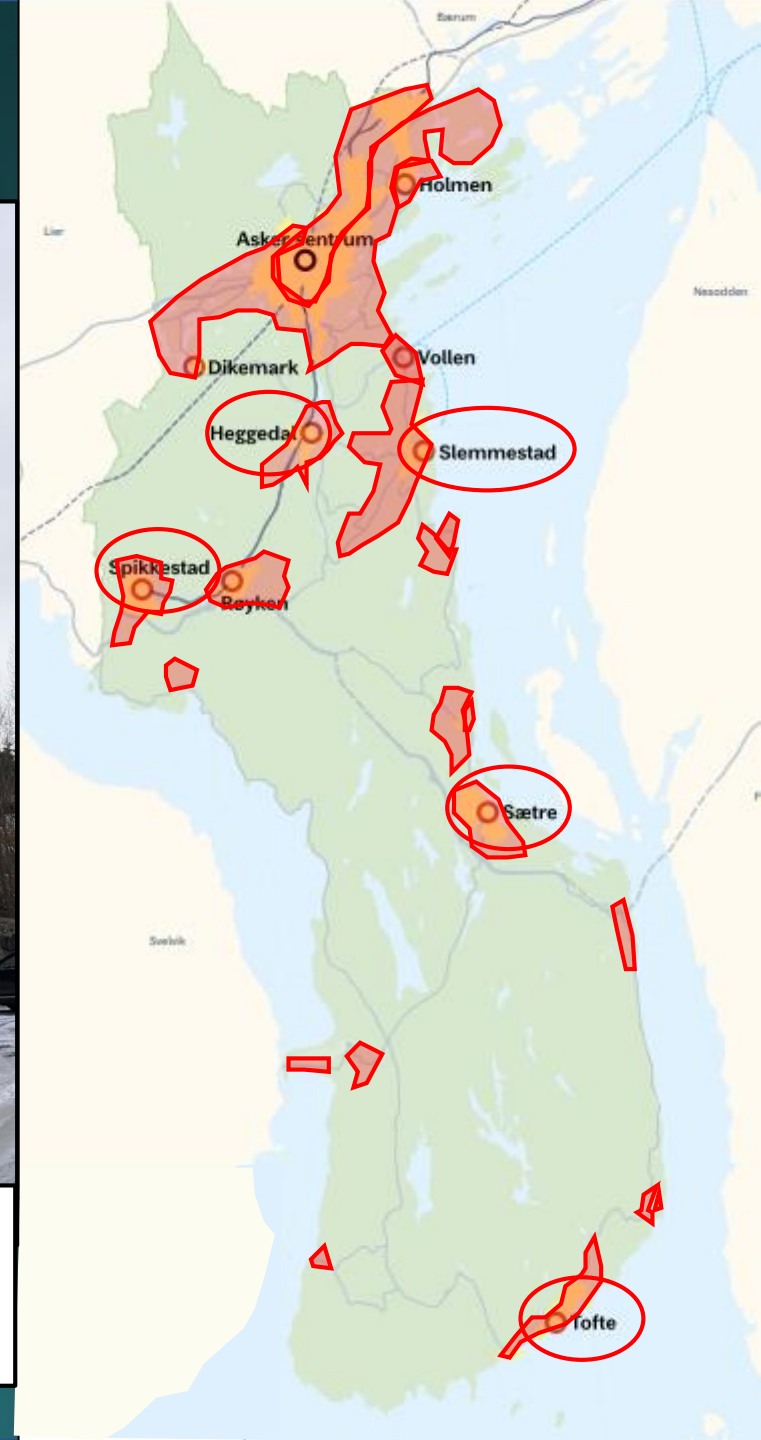 Bærum
Holmen
Asker sentrum
Lier
Nesodden
Vollen
Dikemark
Heggedal
Slemmestad
Spikkestad
Røyken
Sætre
Svelvik
Tofte